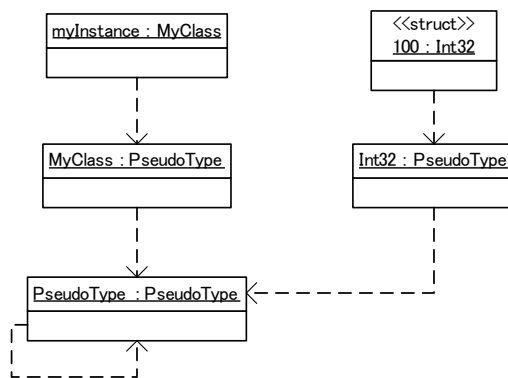 myInstance : MyClass
<<struct>>
100 : Int32
MyClass : PseudoType
Int32 : PseudoType
PseudoType : PseudoType